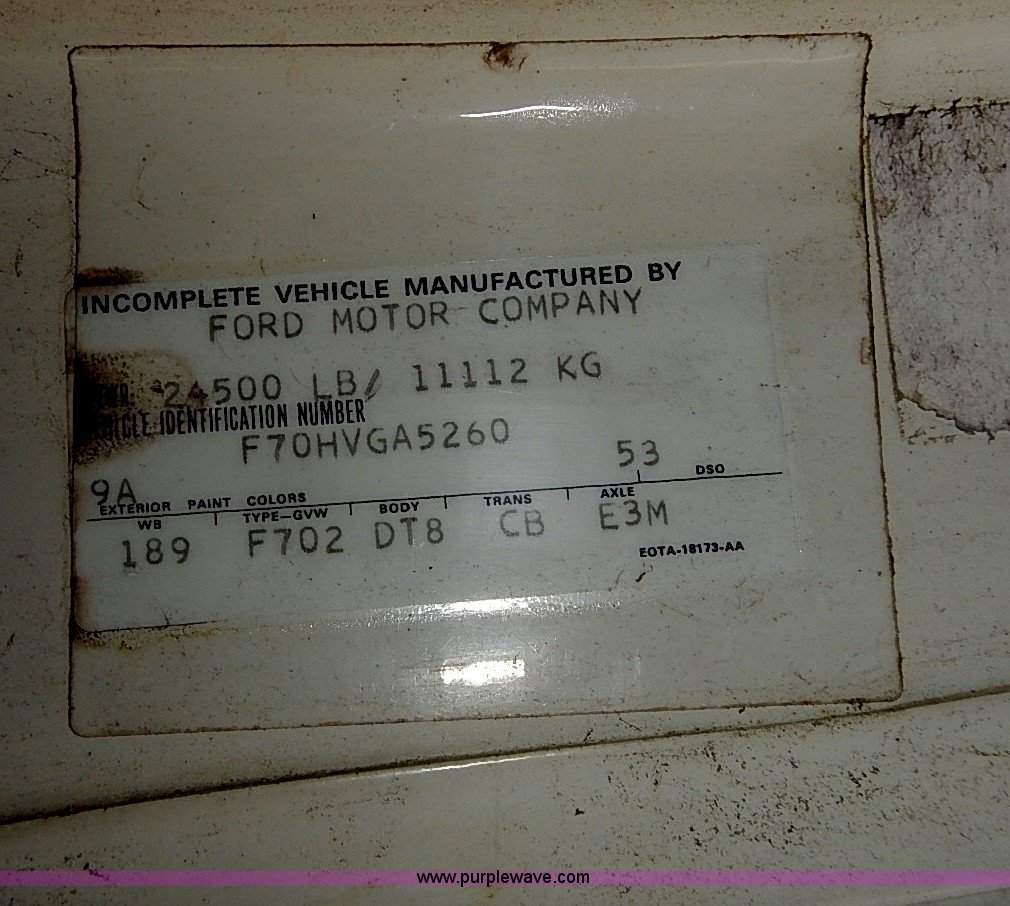 INCOMPLETE VEHICLE MANUFACTURED BY
FORD MOTOR COMPANY
24500 LB/ 11112 KG
VEHICLE IDENTIFICATION NUMBER
F70HVGA5260
9A 53
EXTERIOR PAINT COLORS DSO
WB TYPE-GVW BODY TRANS AXLE
189 F702 DT8 CB E3M
EOTA-18173-AA
www.purplewave.com